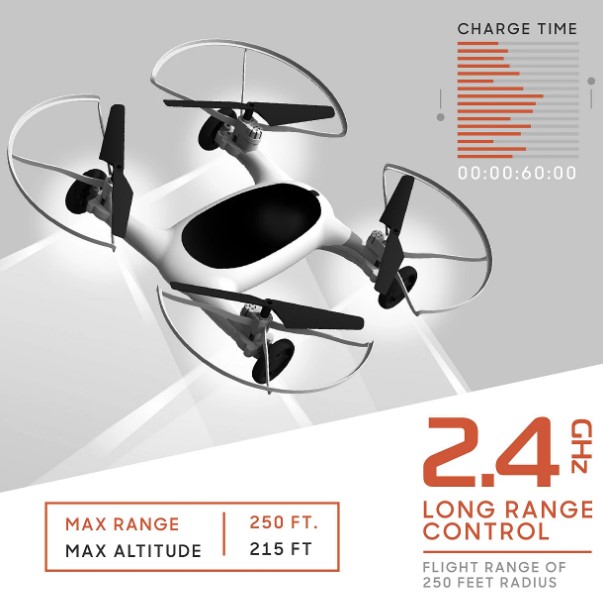 CHARGE TIME
00:00:60:00
2.4 GHz
LONG RANGE
CONTROL
MAX RANGE 250 FT.
MAX ALTITUDE 215 FT
FLIGHT RANGE OF
250 FEET RADIUS